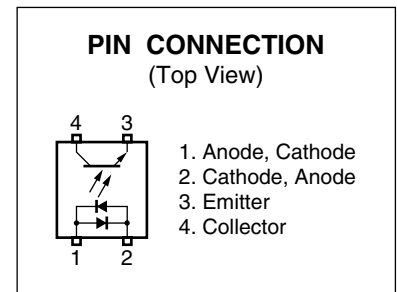 PIN CONNECTION
(Top View)
4 3
1 2
1. Anode, Cathode
2. Cathode, Anode
3. Emitter
4. Collector